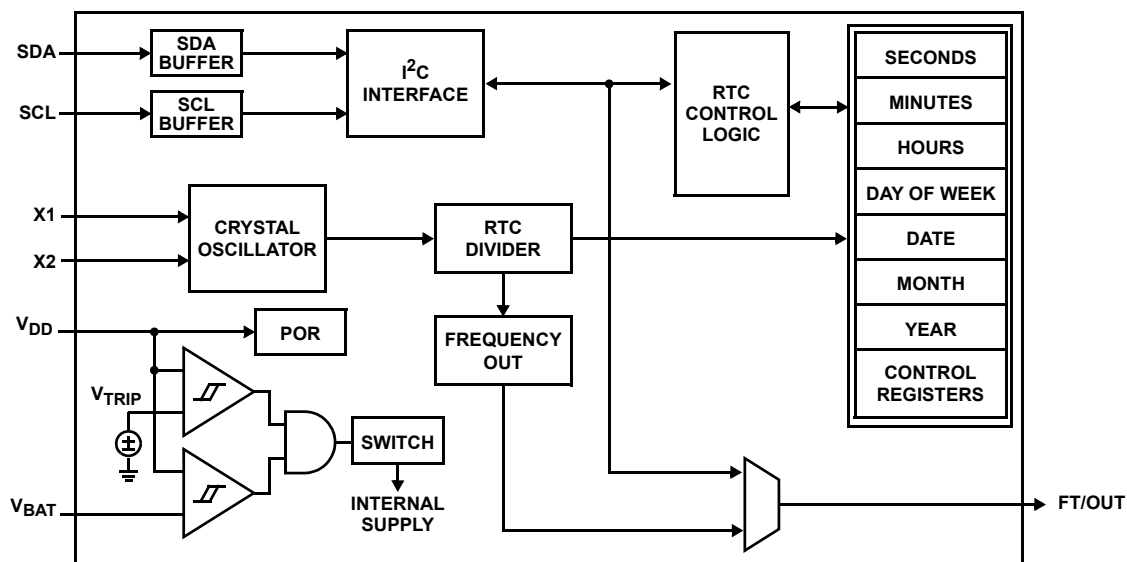 SDA
SDA
BUFFER
I²C
INTERFACE
SCL
SCL
BUFFER
RTC
CONTROL
LOGIC
SECONDS
MINUTES
HOURS
DAY OF WEEK
DATE
MONTH
YEAR
CONTROL
REGISTERS
X1
X2
CRYSTAL
OSCILLATOR
RTC
DIVIDER
VDD
POR
FREQUENCY
OUT
VTRIP
SWITCH
INTERNAL
SUPPLY
VBAT
FT/OUT